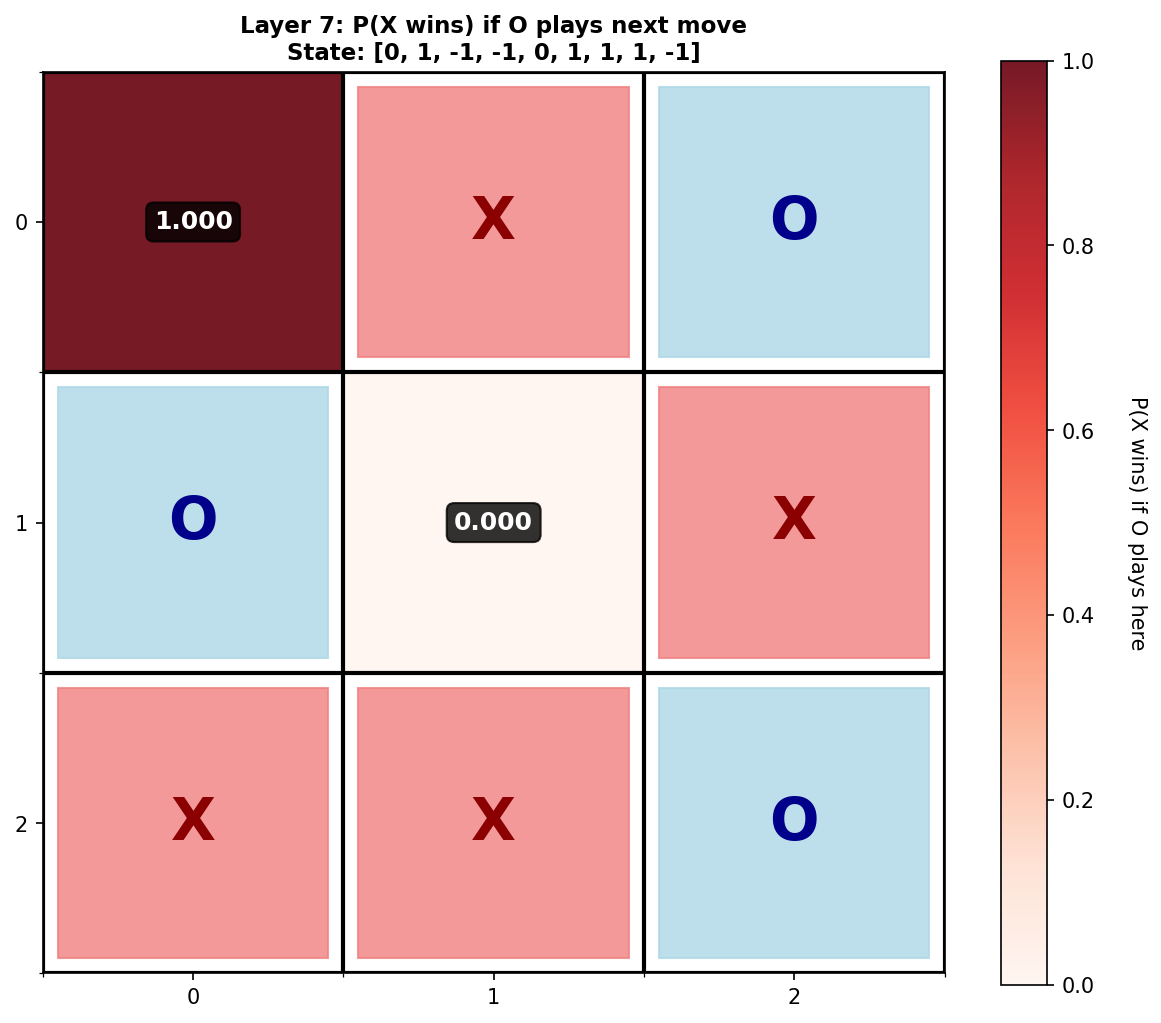 Layer 7: P(X wins) if O plays next move
State: [0, 1, -1, -1, 0, 1, 1, 1, -1]
0
1.000
X
O
1
O
0.000
X
2
X
X
O
0
1
2
1.0
0.8
0.6
0.4
0.2
0.0
P(X wins) if O plays here